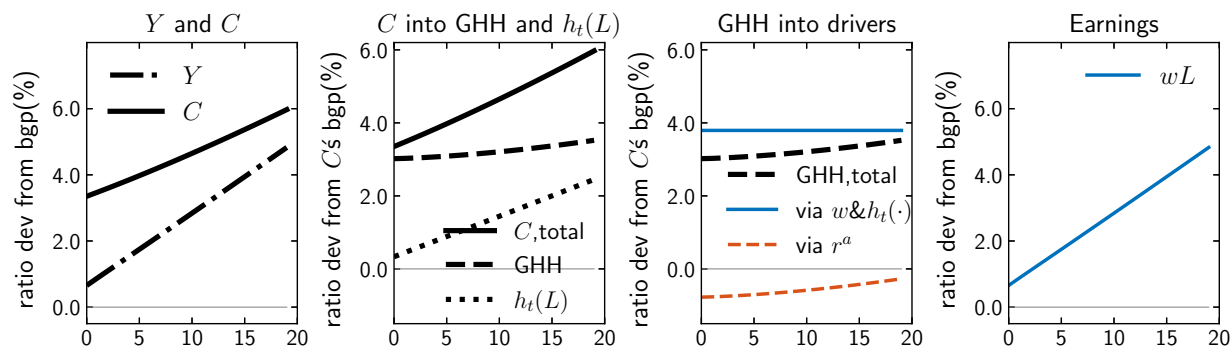 Y and C
ratio dev from bgp(%)
6.0
4.0
2.0
0.0
0 5 10 15 20
Y
C
C into GHH and h_t(L)
ratio dev from C's bgp(%)
6.0
4.0
2.0
0.0
0 5 10 15 20
C,total
GHH
h_t(L)
GHH into drivers
ratio dev from C's bgp(%)
6.0
4.0
2.0
0.0
0 5 10 15 20
GHH,total
via w&h_t(·)
via r^a
Earnings
ratio dev from bgp(%)
6.0
4.0
2.0
0.0
0 5 10 15 20
wL